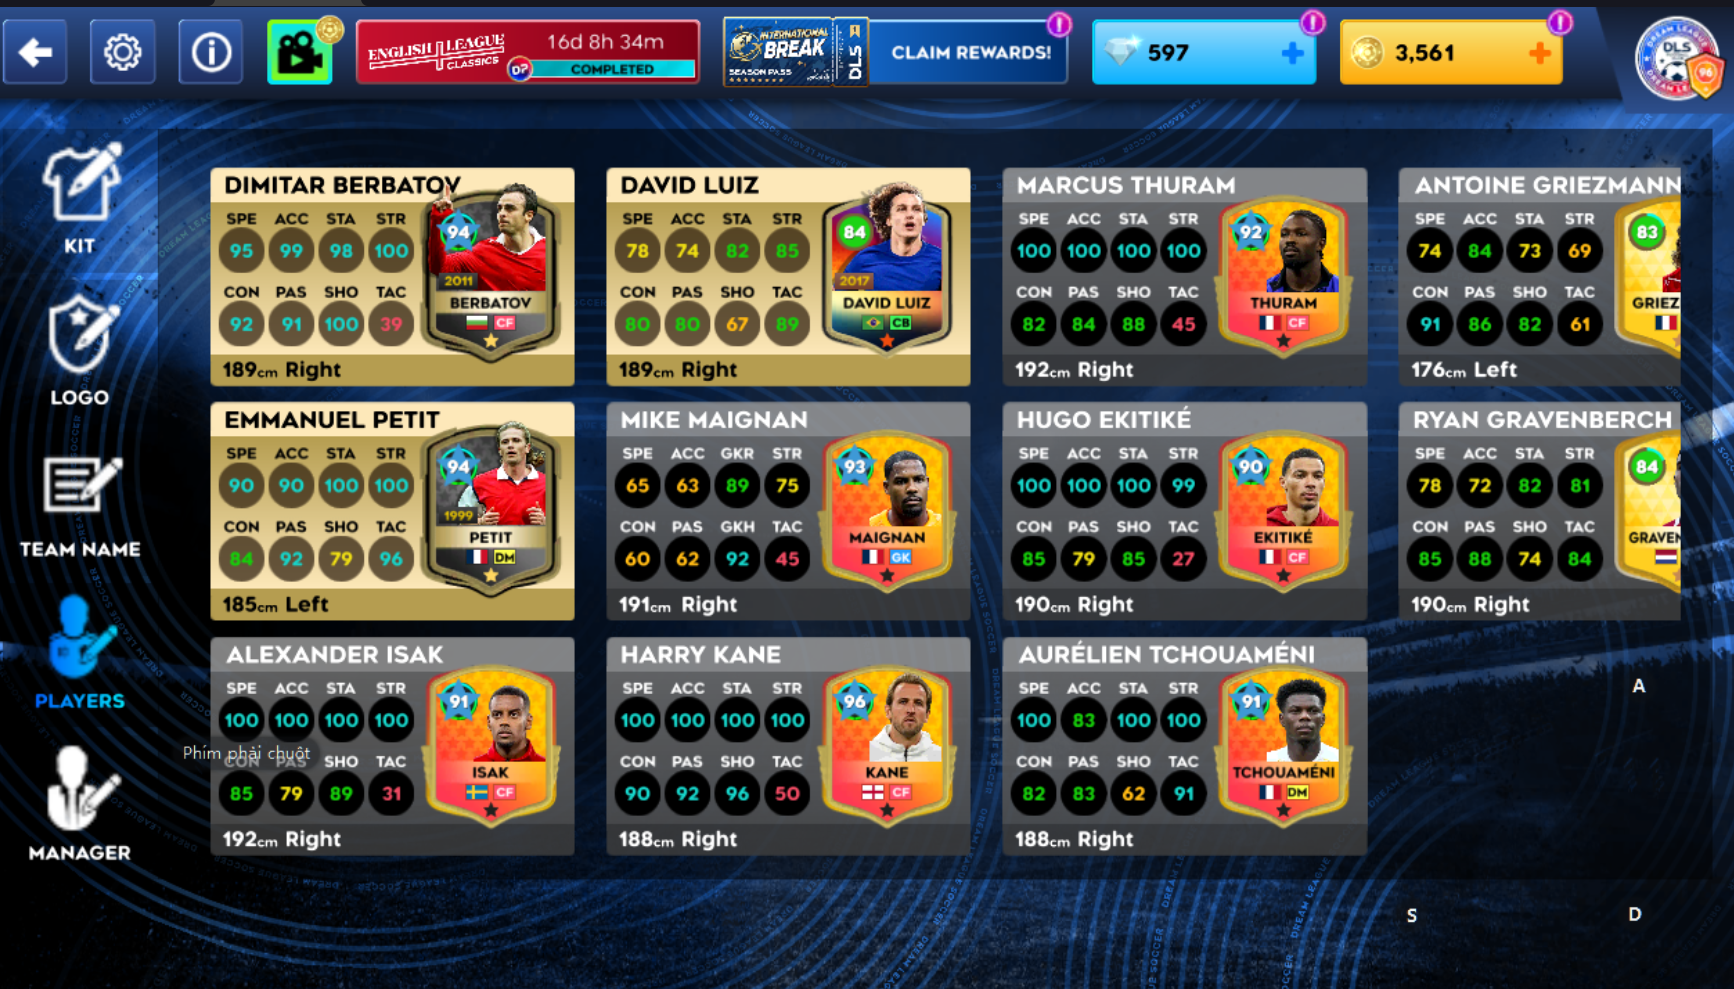 ENGLISH LEAGUE
CLASSICS
16d 8h 34m
DP
COMPLETED
INTERNATIONAL
BREAK
SEASON PASS
DLS
CLAIM REWARDS!
!
597
!
3,561
!
DREAM LEAGUE
DLS
96
KIT
LOGO
TEAM NAME
PLAYERS
MANAGER
DIMITAR BERBATOV
SPE ACC STA STR
95 99 98 100
CON PAS SHO TAC
92 91 100 39
94
2011
BERBATOV
CF
189cm Right
DAVID LUIZ
SPE ACC STA STR
78 74 82 85
CON PAS SHO TAC
80 80 67 89
84
2017
DAVID LUIZ
CB
189cm Right
MARCUS THURAM
SPE ACC STA STR
100 100 100 100
CON PAS SHO TAC
82 84 88 45
92
THURAM
CF
192cm Right
ANTOINE GRIEZMANN
SPE ACC STA STR
74 84 73 69
CON PAS SHO TAC
91 86 82 61
83
GRIEZ
176cm Left
EMMANUEL PETIT
SPE ACC STA STR
90 90 100 100
CON PAS SHO TAC
84 92 79 96
94
1999
PETIT
DM
185cm Left
MIKE MAIGNAN
SPE ACC GKR STR
65 63 89 75
CON PAS GKH TAC
60 62 92 45
93
MAIGNAN
GK
191cm Right
HUGO EKITIKÉ
SPE ACC STA STR
100 100 100 99
CON PAS SHO TAC
85 79 85 27
90
EKITIKÉ
CF
190cm Right
RYAN GRAVENBERCH
SPE ACC STA STR
78 72 82 81
CON PAS SHO TAC
85 88 74 84
84
GRAVEN
190cm Right
ALEXANDER ISAK
SPE ACC STA STR
100 100 100 100
Phím phải chuột
CON PAS SHO TAC
85 79 89 31
91
ISAK
CF
192cm Right
HARRY KANE
SPE ACC STA STR
100 100 100 100
CON PAS SHO TAC
90 92 96 50
96
KANE
CF
188cm Right
AURÉLIEN TCHOUAMÉNI
SPE ACC STA STR
100 83 100 100
CON PAS SHO TAC
82 83 62 91
91
TCHOUAMÉNI
DM
188cm Right
A
S
D